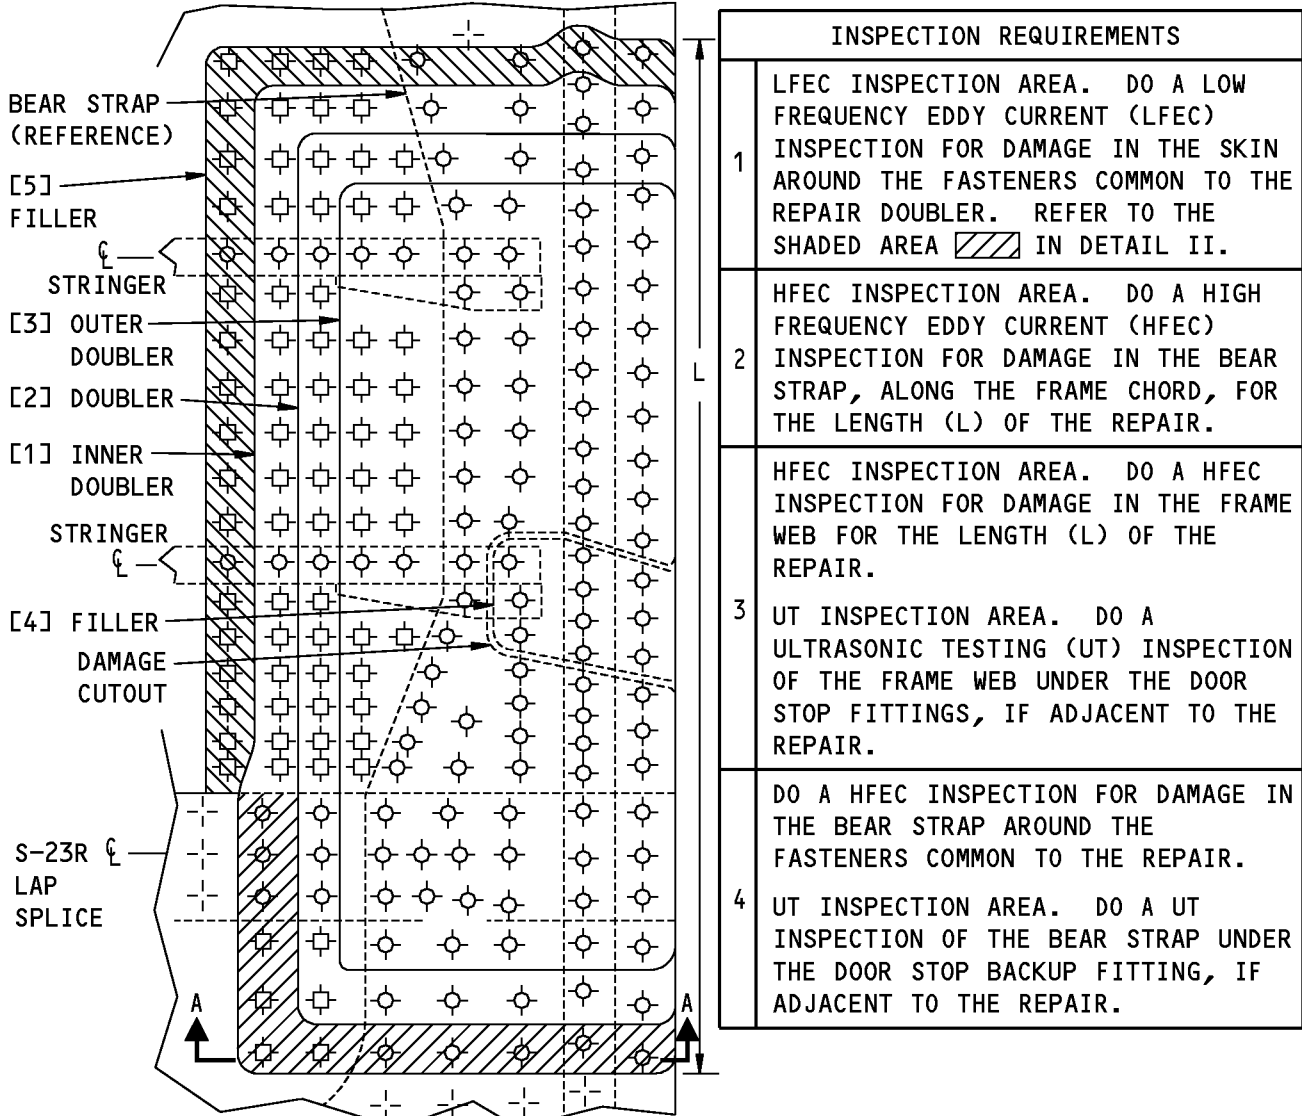 BEAR STRAP
(REFERENCE)
[5]
FILLER
℄
STRINGER
[3] OUTER
DOUBLER
[2] DOUBLER
[1] INNER
DOUBLER
STRINGER
℄
[4] FILLER
DAMAGE
CUTOUT
S-23R ℄
LAP
SPLICE
A
A
L
INSPECTION REQUIREMENTS
1
LFEC INSPECTION AREA. DO A LOW
FREQUENCY EDDY CURRENT (LFEC)
INSPECTION FOR DAMAGE IN THE SKIN
AROUND THE FASTENERS COMMON TO THE
REPAIR DOUBLER. REFER TO THE
SHADED AREA IN DETAIL II.
2
HFEC INSPECTION AREA. DO A HIGH
FREQUENCY EDDY CURRENT (HFEC)
INSPECTION FOR DAMAGE IN THE BEAR
STRAP, ALONG THE FRAME CHORD, FOR
THE LENGTH (L) OF THE REPAIR.
3
HFEC INSPECTION AREA. DO A HFEC
INSPECTION FOR DAMAGE IN THE FRAME
WEB FOR THE LENGTH (L) OF THE
REPAIR.
UT INSPECTION AREA. DO A
ULTRASONIC TESTING (UT) INSPECTION
OF THE FRAME WEB UNDER THE DOOR
STOP FITTINGS, IF ADJACENT TO THE
REPAIR.
4
DO A HFEC INSPECTION FOR DAMAGE IN
THE BEAR STRAP AROUND THE
FASTENERS COMMON TO THE REPAIR.
UT INSPECTION AREA. DO A UT
INSPECTION OF THE BEAR STRAP UNDER
THE DOOR STOP BACKUP FITTING, IF
ADJACENT TO THE REPAIR.